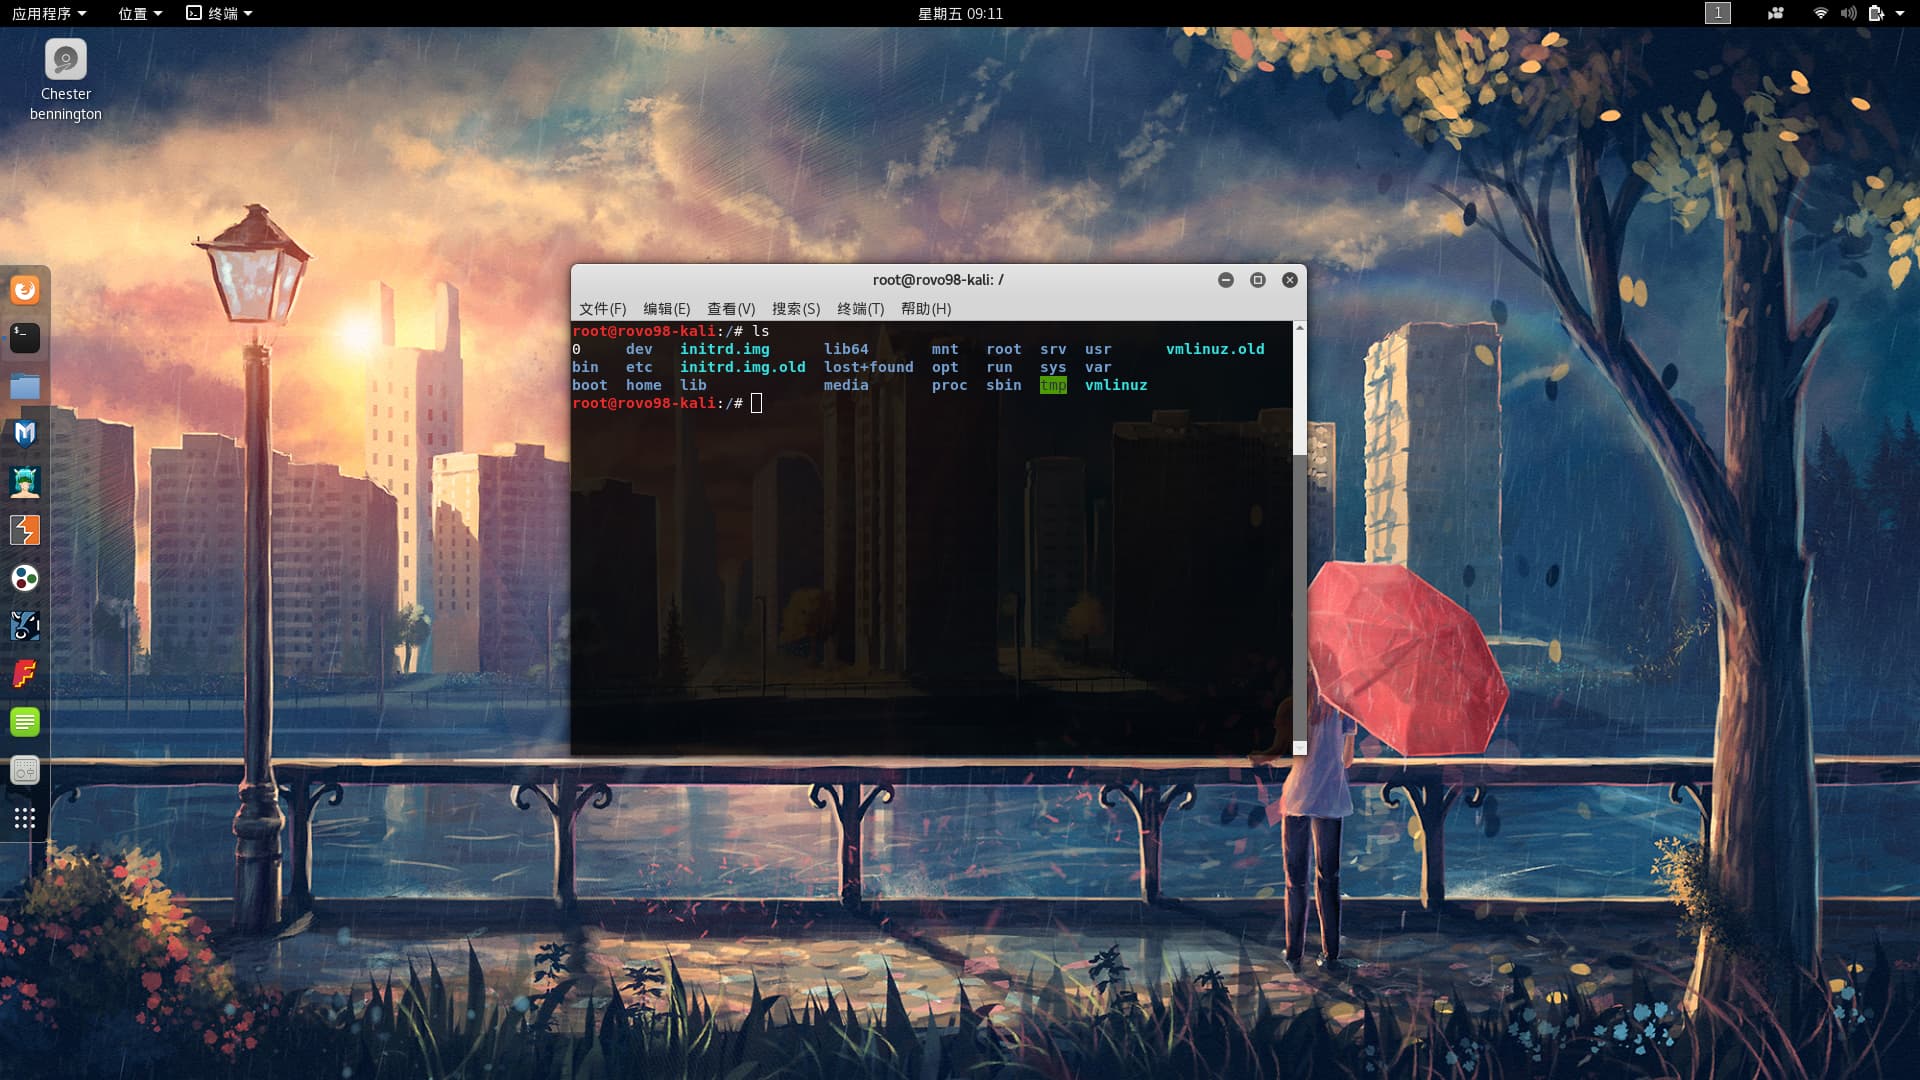 应用程序 位置 终端 星期五 09:11 1
Chester
bennington
root@rovo98-kali: /
文件(F) 编辑(E) 查看(V) 搜索(S) 终端(T) 帮助(H)
root@rovo98-kali:/# ls
0 dev initrd.img lib64 mnt root srv usr vmlinuz.old
bin etc initrd.img.old lost+found opt run sys var
boot home lib media proc sbin tmp vmlinuz
root@rovo98-kali:/#